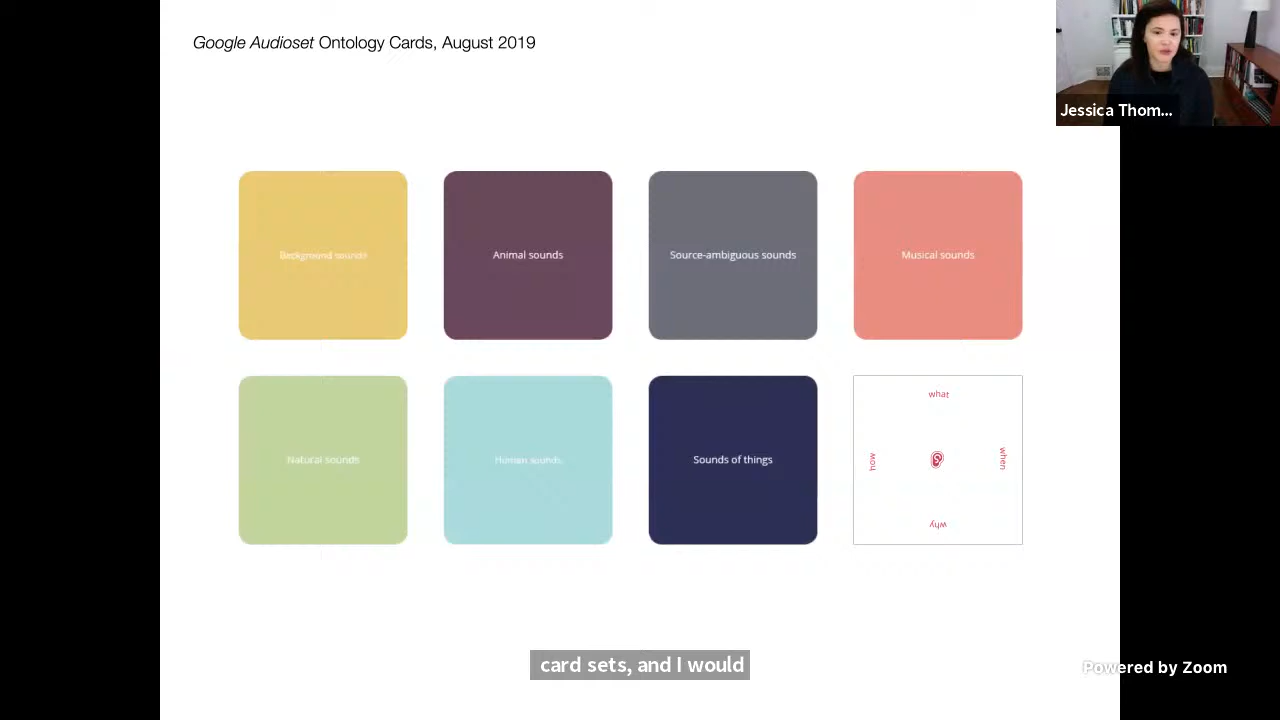 Google Audioset Ontology Cards, August 2019
Jessica Thom...
Background sounds
Animal sounds
Source-ambiguous sounds
Musical sounds
Natural sounds
Human sounds
Sounds of things
what
how
when
why
card sets, and I would
Powered by Zoom